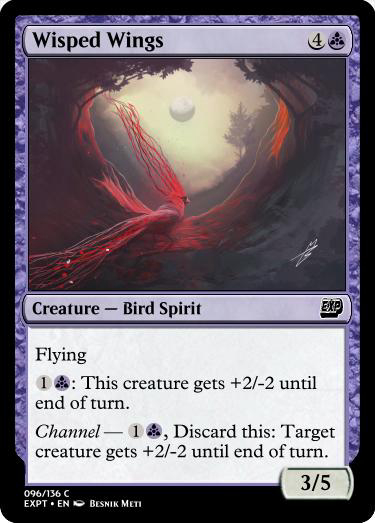 Wisped Wings 4
EXP
Creature — Bird Spirit
Flying
1 : This creature gets +2/-2 until
end of turn.
Channel — 1 , Discard this: Target
creature gets +2/-2 until end of turn.
3/5
096/136 C
EXPT • EN Besnik Meti